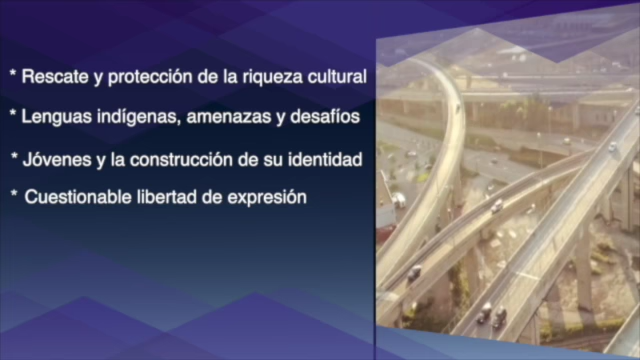 * Rescate y protección de la riqueza cultural
* Lenguas indígenas, amenazas y desafíos
* Jóvenes y la construcción de su identidad
* Cuestionable libertad de expresión